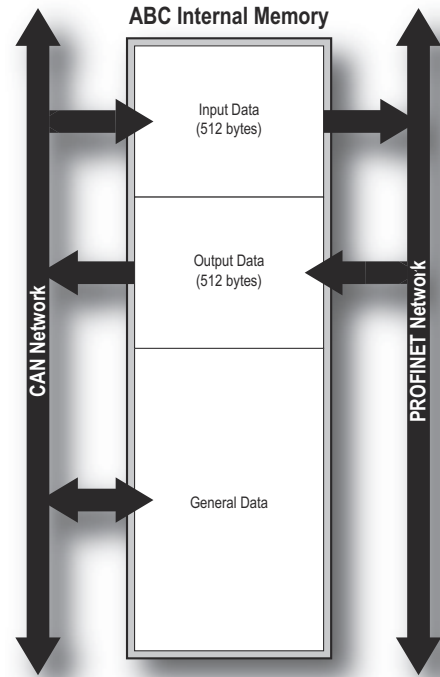 ABC Internal Memory
Input Data
(512 bytes)
Output Data
(512 bytes)
CAN Network
PROFINET Network
General Data